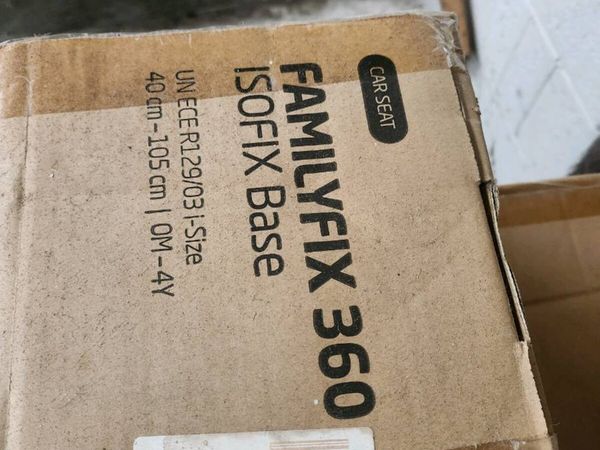 CAR SEAT
FAMILYFIX 360
ISOFIX Base
UN ECE R129/03 i-Size
40 cm - 105 cm | 0M - 4Y